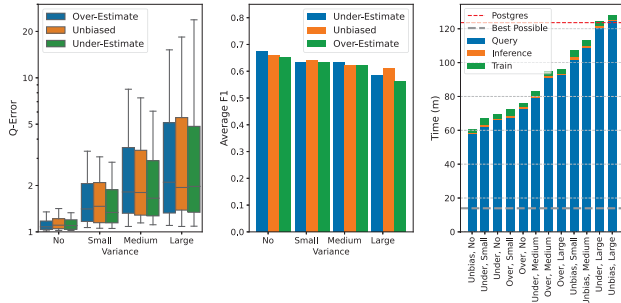 Over-Estimate
Unbiased
Under-Estimate
20
10
5
2
1
Q-Error
No
Small
Medium
Large
Variance
Under-Estimate
Unbiased
Over-Estimate
0,8
0,7
0,6
0,5
0,4
0,3
0,2
0,1
0,0
Average F1
No
Small
Medium
Large
Variance
Postgres
Best Possible
Query
Inference
Train
120
100
80
60
40
20
0
Time (m)
Unbias, No
Under, Small
Under, No
Over, Small
Over, No
Under, Medium
Over, Medium
Over, Large
Unbias, Small
Unbias, Medium
Under, Large
Unbias, Large